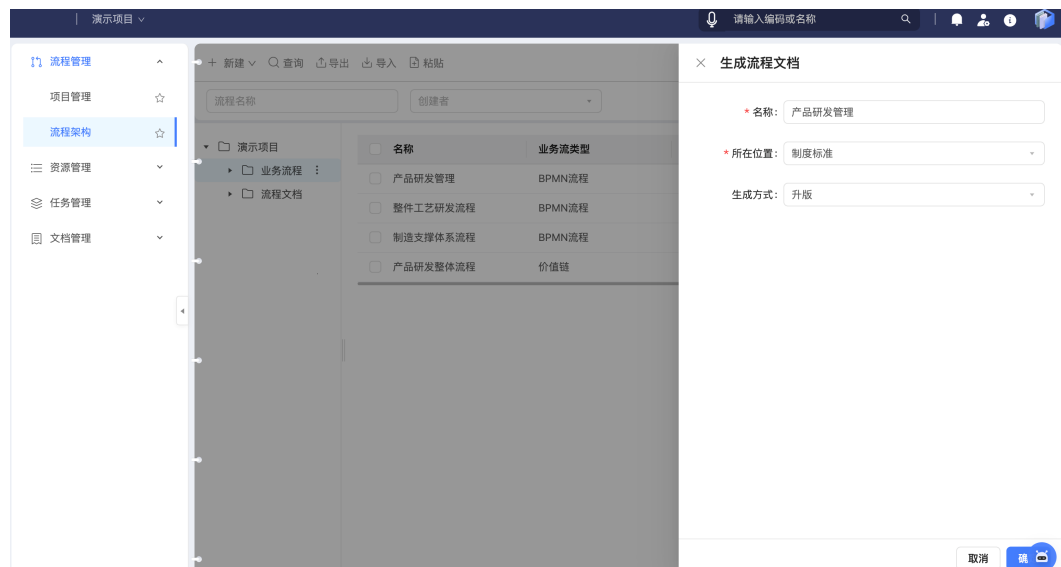 演示项目
请输入编码或名称
流程管理
项目管理
流程架构
资源管理
任务管理
文档管理
+ 新建 查询 导出 导入 粘贴
流程名称 创建者
演示项目
业务流程
流程文档
名称 业务流类型
产品研发管理 BPMN流程
整件工艺研发流程 BPMN流程
制造支撑体系流程 BPMN流程
产品研发整体流程 价值链
× 生成流程文档
* 名称: 产品研发管理
* 所在位置: 制度标准
生成方式: 升版
取消 确